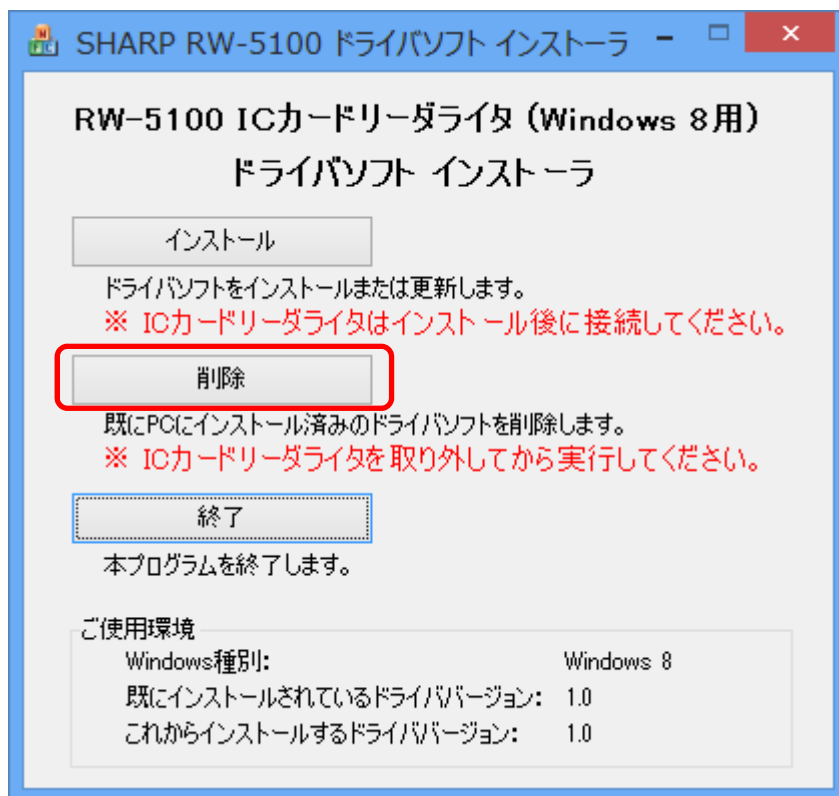 SHARP RW-5100 ドライバソフト インストーラ
RW-5100 ICカードリーダライタ (Windows 8用)
ドライバソフト インストーラ
インストール
ドライバソフトをインストールまたは更新します。
※ ICカードリーダライタはインストール後に接続してください。
削除
既にPCにインストール済みのドライバソフトを削除します。
※ ICカードリーダライタを取り外してから実行してください。
終了
本プログラムを終了します。
ご使用環境
Windows種別: Windows 8
既にインストールされているドライババージョン: 1.0
これからインストールするドライババージョン: 1.0